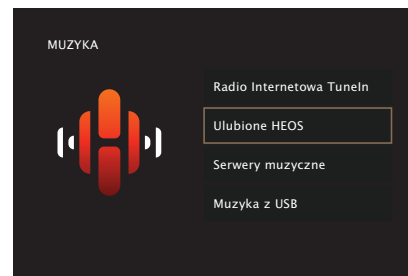 MUZYKA
Radio Internetowa TuneIn
Ulubione HEOS
Serwery muzyczne
Muzyka z USB